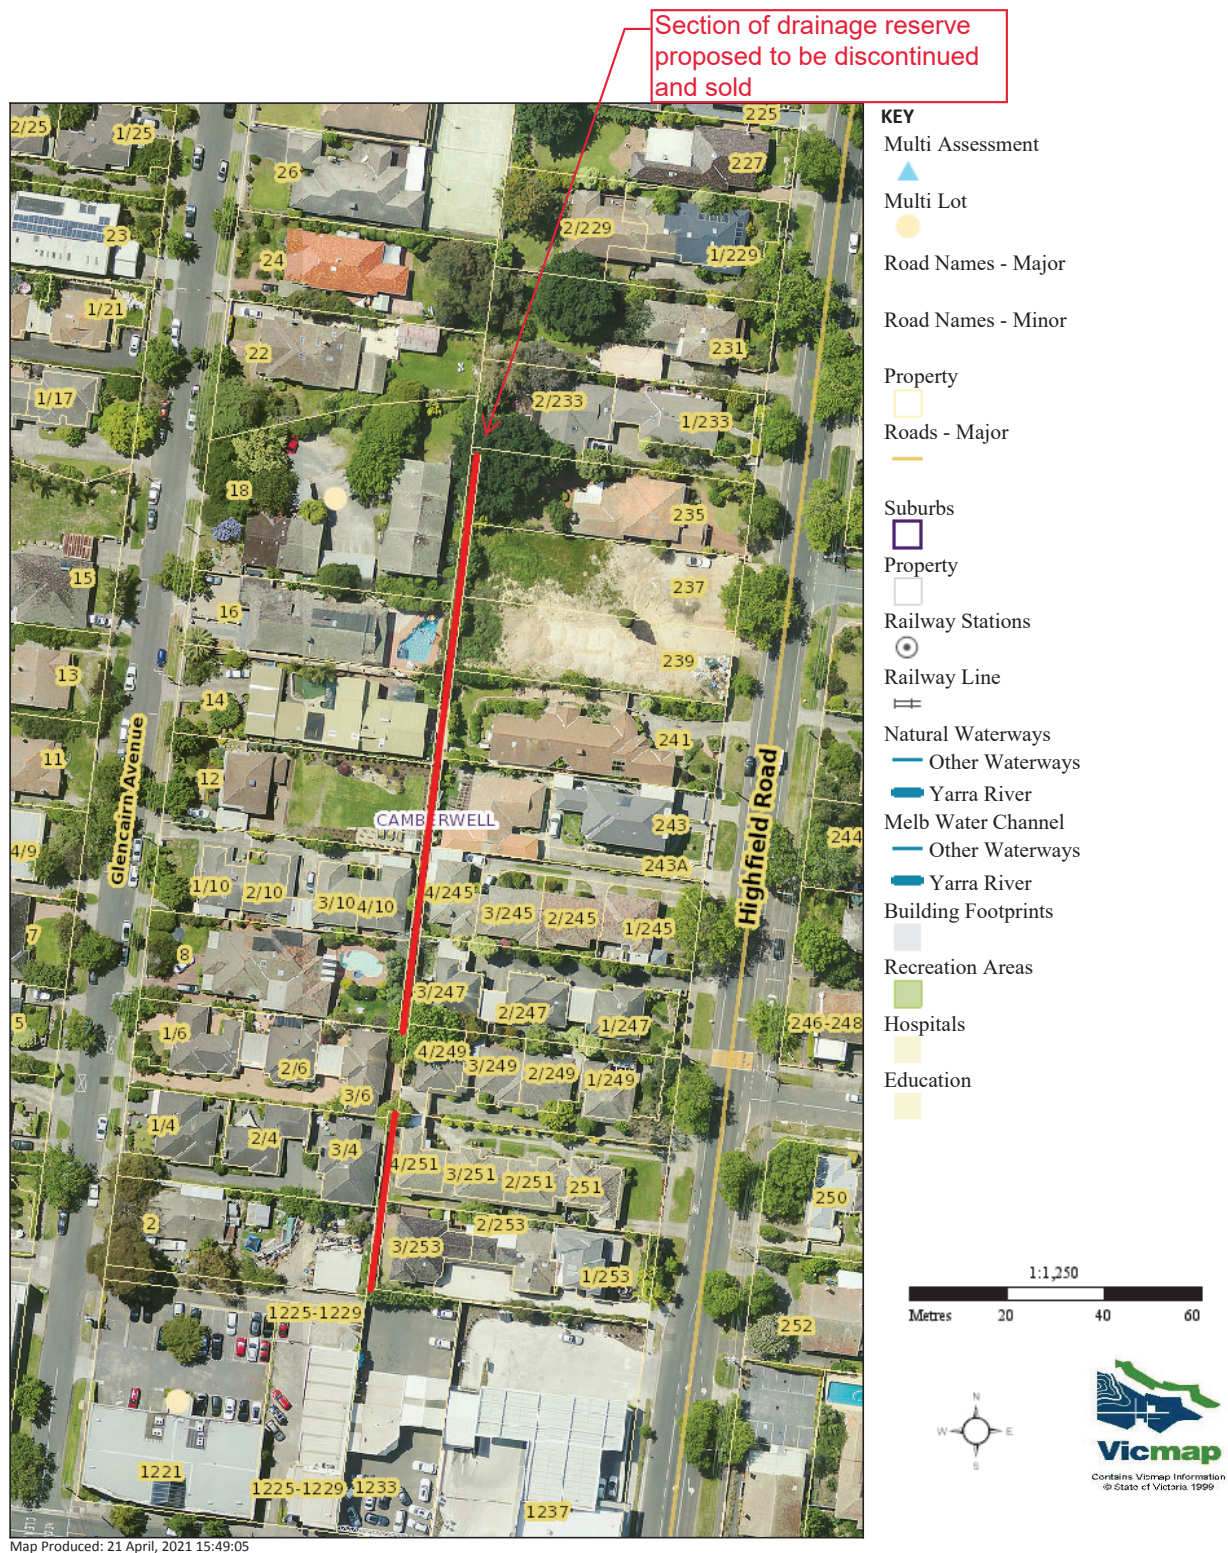 Section of drainage reserve
proposed to be discontinued
and sold
2/25
1/25
225
227
26
2/229
23
1/229
24
1/21
231
22
1/17
2/233
1/233
18
235
15
237
16
239
13
14
241
11
12
CAMBERWELL
243
4/9
243A
244
Glencairn Avenue
Highfield Road
1/10
2/10
3/10
4/10
4/245
3/245
2/245
1/245
7
8
3/247
2/247
1/247
5
1/6
246-248
2/6
4/249
3/249
2/249
1/249
3/6
1/4
2/4
3/4
4/251
3/251
2/251
251
250
2
2/253
3/253
1/253
1225-1229
252
1221
1225-1229
1233
1237
KEY
Multi Assessment
Multi Lot
Road Names - Major
Road Names - Minor
Property
Roads - Major
Suburbs
Property
Railway Stations
Railway Line
Natural Waterways
Other Waterways
Yarra River
Melb Water Channel
Other Waterways
Yarra River
Building Footprints
Recreation Areas
Hospitals
Education
1:1,250
Metres 20 40 60
N
W E
S
Vicmap
Contains Vicmap Information
© State of Victoria 1999
Map Produced: 21 April, 2021 15:49:05